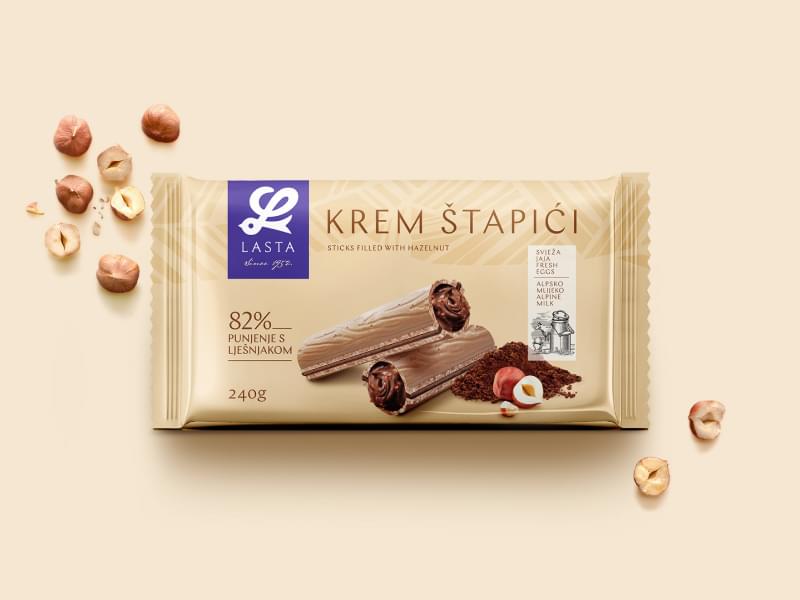 LASTA
Since 1952.
KREM ŠTAPIĆI
STICKS FILLED WITH HAZELNUT
SVJEŽA
JAJA
FRESH
EGGS
ALPSKO
MLIJEKO
ALPINE
MILK
82%
PUNJENJE S
LJEŠNJAKOM
240g